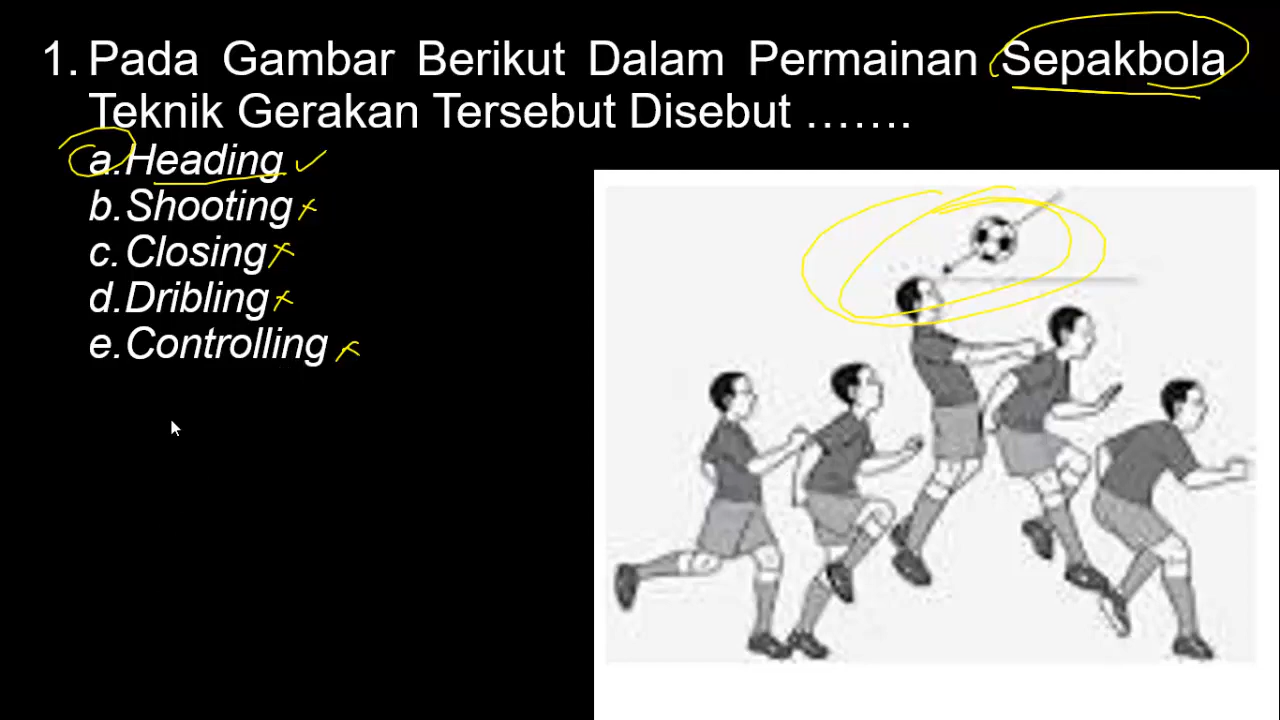 1. Pada Gambar Berikut Dalam Permainan Sepakbola
Teknik Gerakan Tersebut Disebut …….
a. Heading
b. Shooting
c. Closing
d. Dribling
e. Controlling